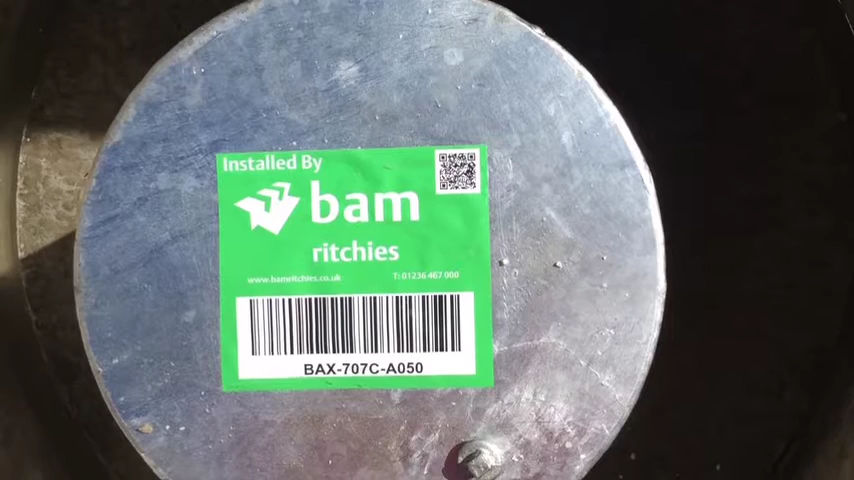 Installed By
bam
ritchies
www.bamritchies.co.uk T: 01236 467 000
BAX-707C-A050